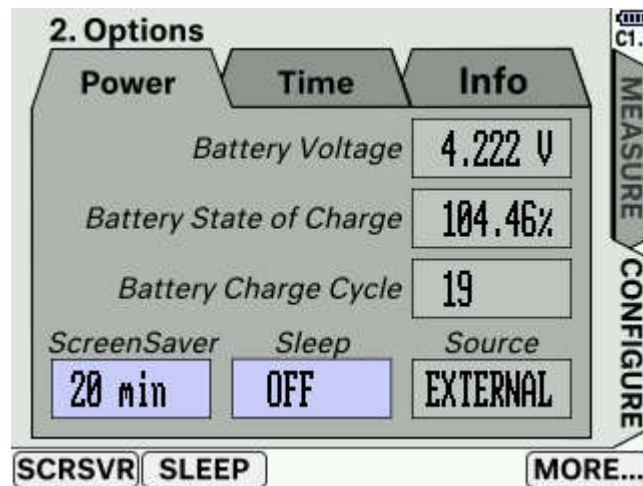 2. Options
C1.
Power Time Info
Battery Voltage 4.222 V
Battery State of Charge 104.46%
Battery Charge Cycle 19
ScreenSaver Sleep Source
20 min OFF EXTERNAL
SCRSVR SLEEP MORE...
MEASURE
CONFIGURE